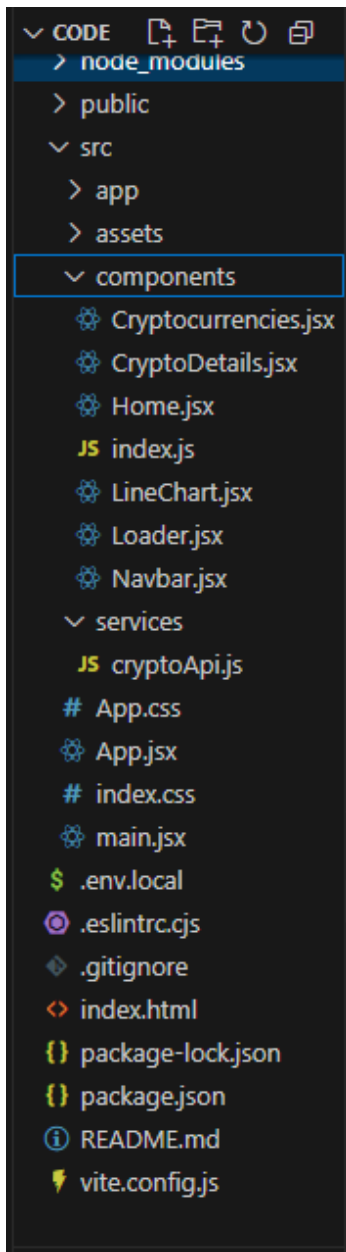 CODE
node_modules
public
src
app
assets
components
Cryptocurrencies.jsx
CryptoDetails.jsx
Home.jsx
JS index.js
LineChart.jsx
Loader.jsx
Navbar.jsx
services
JS cryptoApi.js
# App.css
App.jsx
# index.css
main.jsx
$ .env.local
.eslintrc.cjs
.gitignore
<> index.html
{} package-lock.json
{} package.json
README.md
vite.config.js